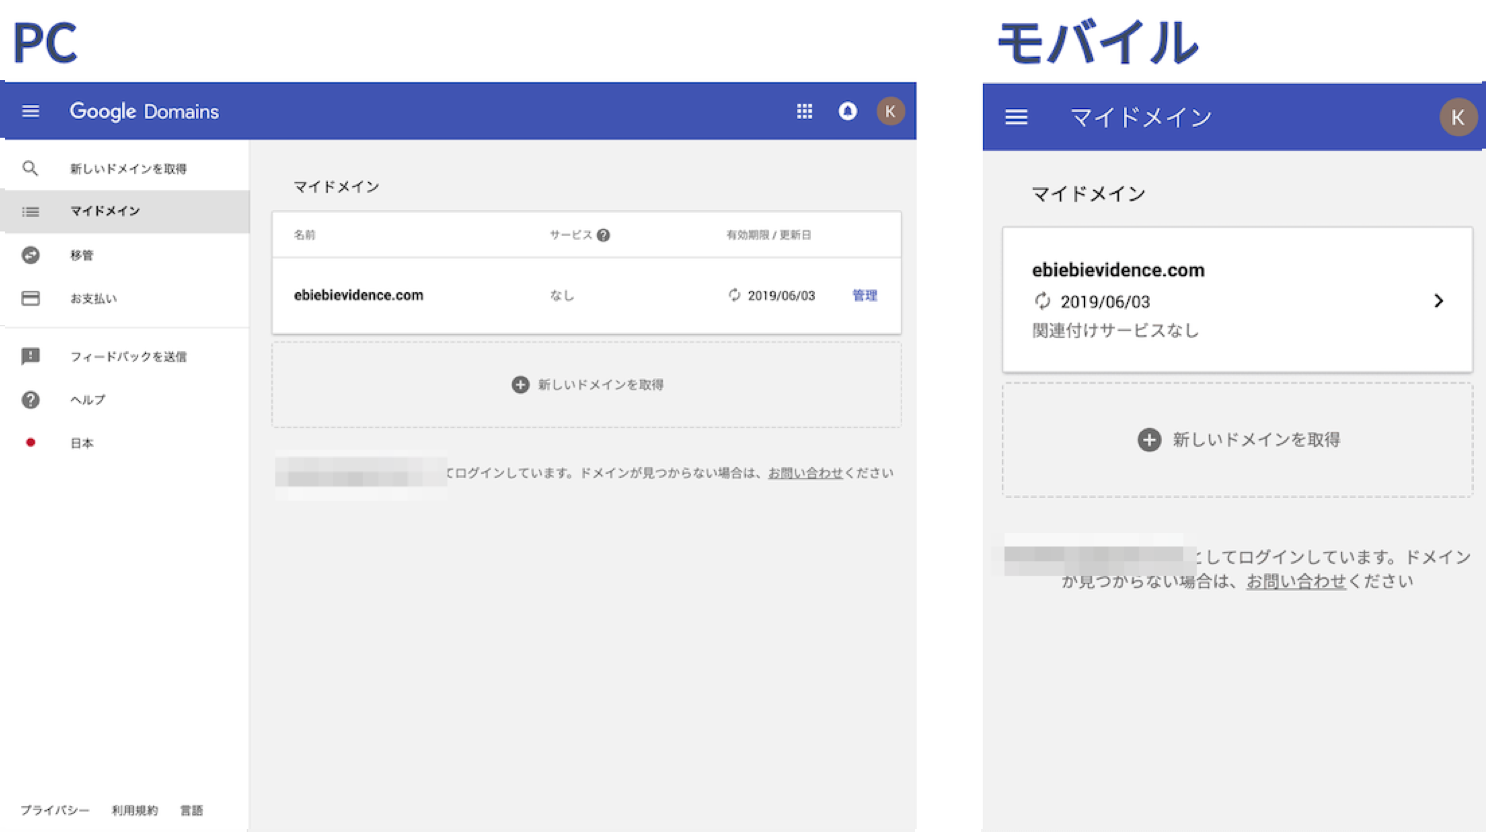 PC
Google Domains
K
新しいドメインを取得
マイドメイン
移管
お支払い
フィードバックを送信
ヘルプ
日本
プライバシー 利用規約 言語
マイドメイン
名前 サービス ? 有効期限 / 更新日
ebiebievidence.com なし 2019/06/03 管理
新しいドメインを取得
てログインしています。ドメインが見つからない場合は、お問い合わせください
モバイル
マイドメイン
K
マイドメイン
ebiebievidence.com
2019/06/03
関連付けサービスなし
新しいドメインを取得
としてログインしています。ドメイン
が見つからない場合は、お問い合わせください